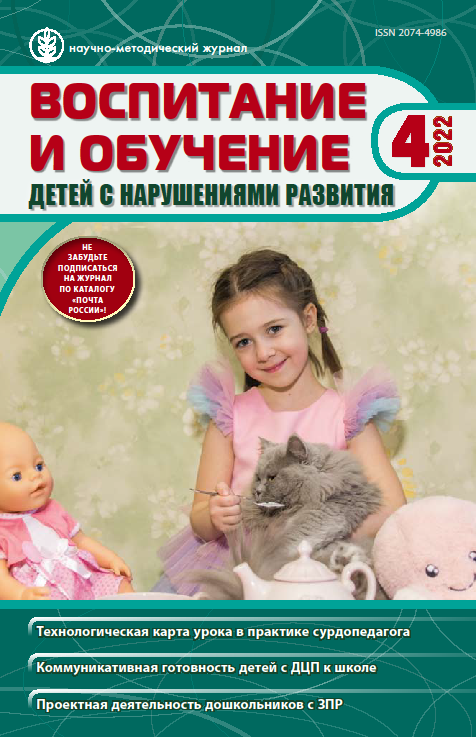 научно-методический журнал
ISSN 2074-4986
ВОСПИТАНИЕ
И ОБУЧЕНИЕ
ДЕТЕЙ С НАРУШЕНИЯМИ РАЗВИТИЯ
4
2022
НЕ
ЗАБУДЬТЕ
ПОДПИСАТЬСЯ
НА ЖУРНАЛ
ПО КАТАЛОГУ
«ПОЧТА
РОССИИ»!
Технологическая карта урока в практике сурдопедагога
Коммуникативная готовность детей с ДЦП к школе
Проектная деятельность дошкольников с ЗПР